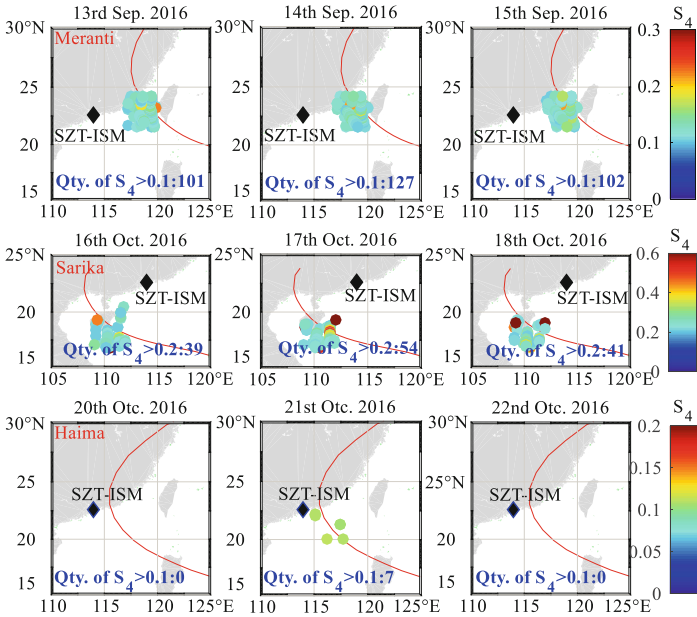 13rd Sep. 2016
14th Sep. 2016
15th Sep. 2016
S4
30°N
Meranti
25
20
15
SZT-ISM
Qty. of S4>0.1:101
110 115 120 125°E
30°N
25
20
15
SZT-ISM
Qty. of S4>0.1:127
110 115 120 125°E
30°N
25
20
15
SZT-ISM
Qty. of S4>0.1:102
110 115 120 125°E
0.3
0.2
0.1
0
16th Oct. 2016
17th Oct. 2016
18th Oct. 2016
S4
25°N
Sarika
20
15
SZT-ISM
Qty. of S4>0.2:39
105 110 115 120°E
25°N
20
15
SZT-ISM
Qty. of S4>0.2:54
105 110 115 120°E
25°N
20
15
SZT-ISM
Qty. of S4>0.2:41
105 110 115 120°E
0.6
0.4
0.2
0
20th Otc. 2016
21st Otc. 2016
22nd Otc. 2016
S4
30°N
Haima
25
20
15
SZT-ISM
Qty. of S4>0.1:0
110 115 120 125°E
30°N
25
20
15
SZT-ISM
Qty. of S4>0.1:7
110 115 120 125°E
30°N
25
20
15
SZT-ISM
Qty. of S4>0.1:0
110 115 120 125°E
0.2
0.15
0.1
0.05
0